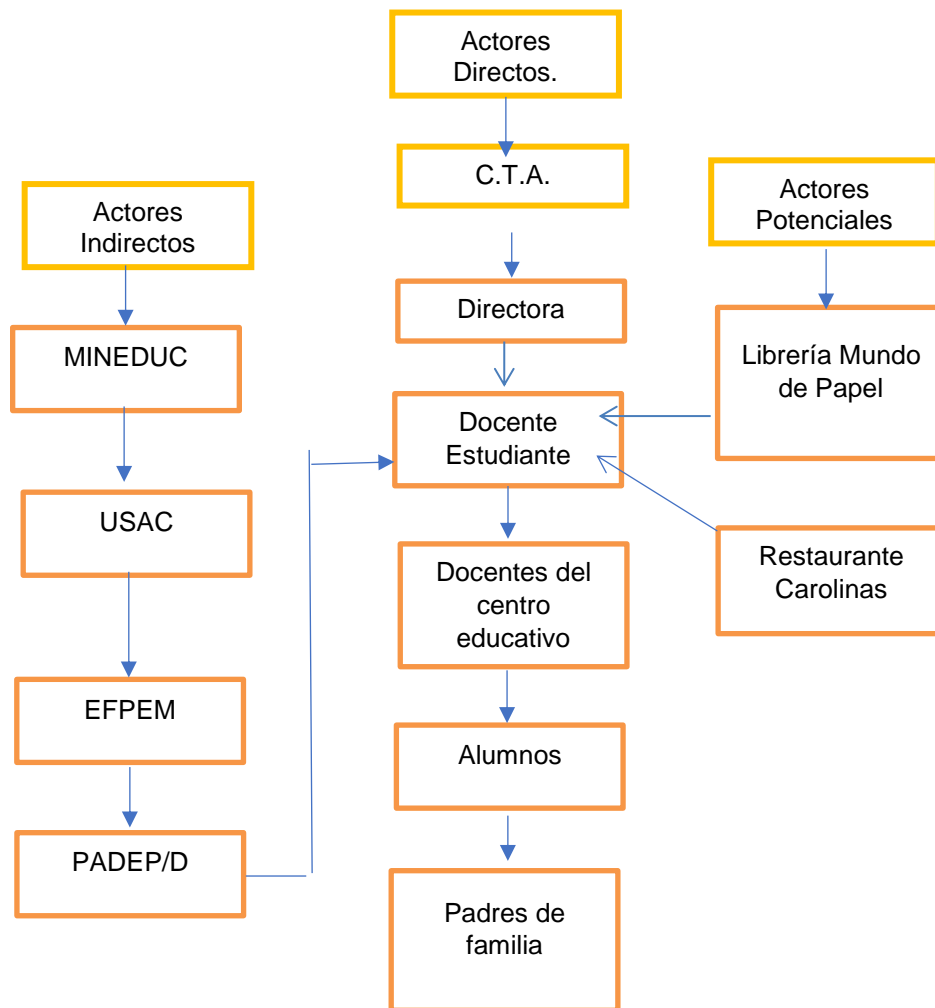 Actores
Directos.
C.T.A.
Actores
Indirectos
Actores
Potenciales
MINEDUC
Directora
Librería Mundo
de Papel
Docente
Estudiante
USAC
Docentes del
centro
educativo
Restaurante
Carolinas
EFPEM
Alumnos
PADEP/D
Padres de
familia